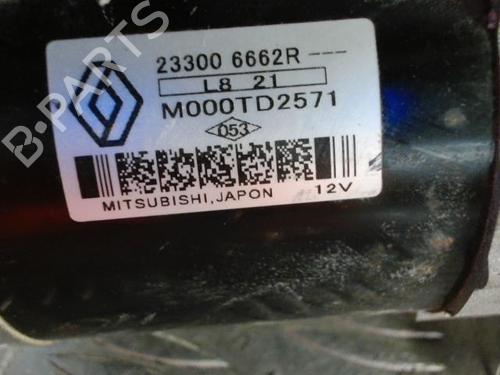 B-PARTS
23300 6662R ---
L8 21
M000TD2571
053
MITSUBISHI, JAPON 12V